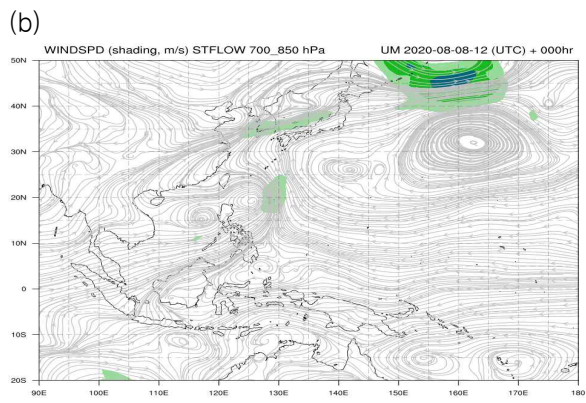 (b)
WINDSPD (shading, m/s) STFLOW 700_850 hPa UM 2020-08-08-12 (UTC) + 000hr
50N
40N
30N
20N
10N
0
10S
20S
90E 100E 110E 120E 130E 140E 150E 160E 170E 180